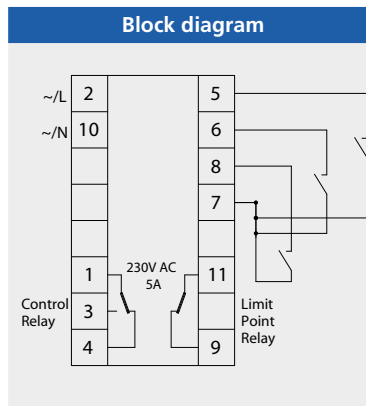 Block diagram
~/L 2 5
~/N 10 6
8
7
1 230V AC 11
5A
Control Relay 3 Limit Point Relay
4 9